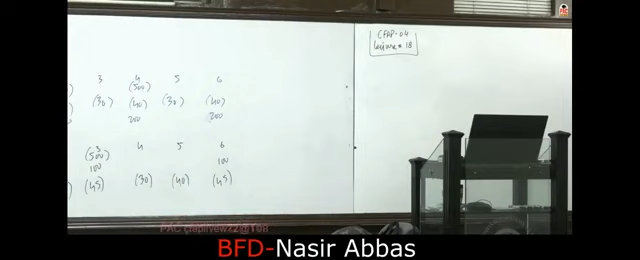 PAC
CFAP-04
Lecture # 18
3 4 5 6
(500)
(30) (40) (30) (40)
200 200
3 4 5 6
(500) 100
100
(45) (30) (40) (45)
BFD-Nasir Abbas